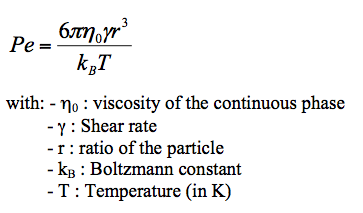 Pe = 6πη₀γr³ / k_BT
with: - η₀ : viscosity of the continuous phase
- γ : Shear rate
- r : ratio of the particle
- k_B : Boltzmann constant
- T : Temperature (in K)